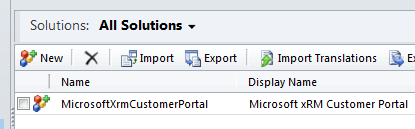 Solutions: All Solutions
New Import Export Import Translations
Name Display Name
MicrosoftXrmCustomerPortal Microsoft xRM Customer Portal